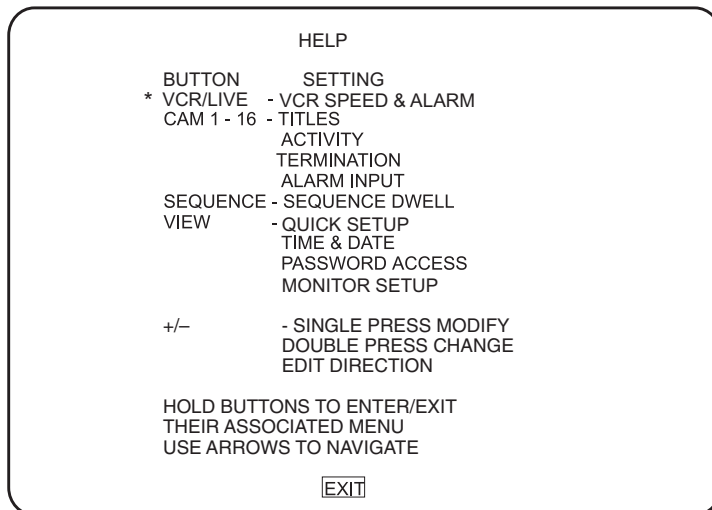 HELP
BUTTON SETTING
* VCR/LIVE - VCR SPEED & ALARM
CAM 1 - 16 - TITLES
ACTIVITY
TERMINATION
ALARM INPUT
SEQUENCE - SEQUENCE DWELL
VIEW - QUICK SETUP
TIME & DATE
PASSWORD ACCESS
MONITOR SETUP
+/– - SINGLE PRESS MODIFY
DOUBLE PRESS CHANGE
EDIT DIRECTION
HOLD BUTTONS TO ENTER/EXIT
THEIR ASSOCIATED MENU
USE ARROWS TO NAVIGATE
EXIT